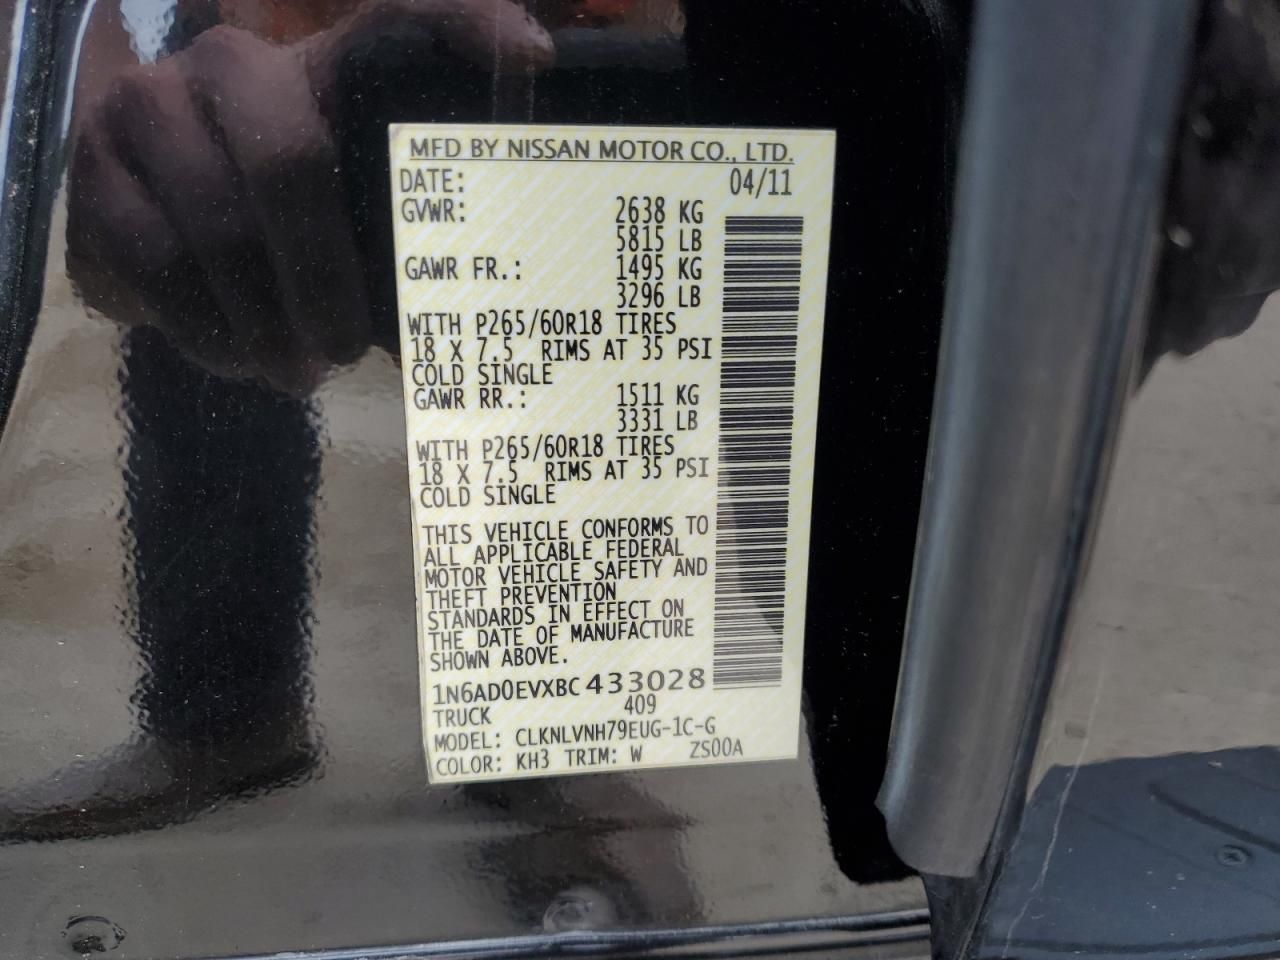 MFD BY NISSAN MOTOR CO., LTD.
DATE: 04/11
GVWR: 2638 KG
5815 LB
GAWR FR.: 1495 KG
3296 LB
WITH P265/60R18 TIRES
18 X 7.5 RIMS AT 35 PSI
COLD SINGLE
GAWR RR.: 1511 KG
3331 LB
WITH P265/60R18 TIRES
18 X 7.5 RIMS AT 35 PSI
COLD SINGLE
THIS VEHICLE CONFORMS TO
ALL APPLICABLE FEDERAL
MOTOR VEHICLE SAFETY AND
THEFT PREVENTION
STANDARDS IN EFFECT ON
THE DATE OF MANUFACTURE
SHOWN ABOVE.
1N6AD0EVXBC433028
TRUCK 409
MODEL: CLKNLVNH79EUG-1C-G
COLOR: KH3 TRIM: W ZS00A